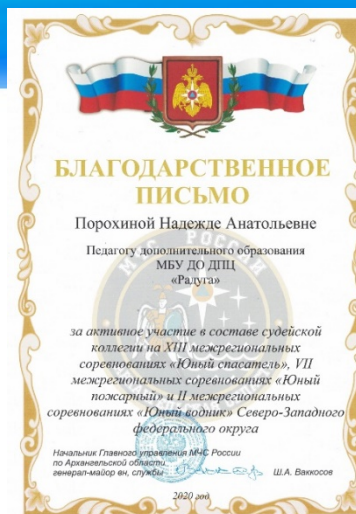 БЛАГОДАРСТВЕННОЕ
ПИСЬМО
Порохиной Надежде Анатольевне
Педагогу дополнительного образования
МБУ ДО ДПЦ
«Радуга»
МЧС РОССИИ
за активное участие в составе судейской
коллегии на XIII межрегиональных
соревнованиях «Юный спасатель», VII
межрегиональных соревнованиях «Юный
пожарный» и II межрегиональных
соревнованиях «Юный водник» Северо-Западного
федерального округа
Начальник Главного управления МЧС России
по Архангельской области
генерал-майор вн. службы
Ш.А. Ваккосов
2020 год